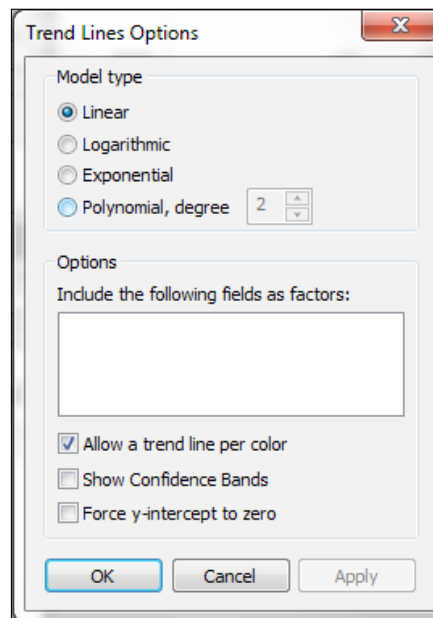 Trend Lines Options
Model type
Linear
Logarithmic
Exponential
Polynomial, degree 2
Options
Include the following fields as factors:
Allow a trend line per color
Show Confidence Bands
Force y-intercept to zero
OK Cancel Apply